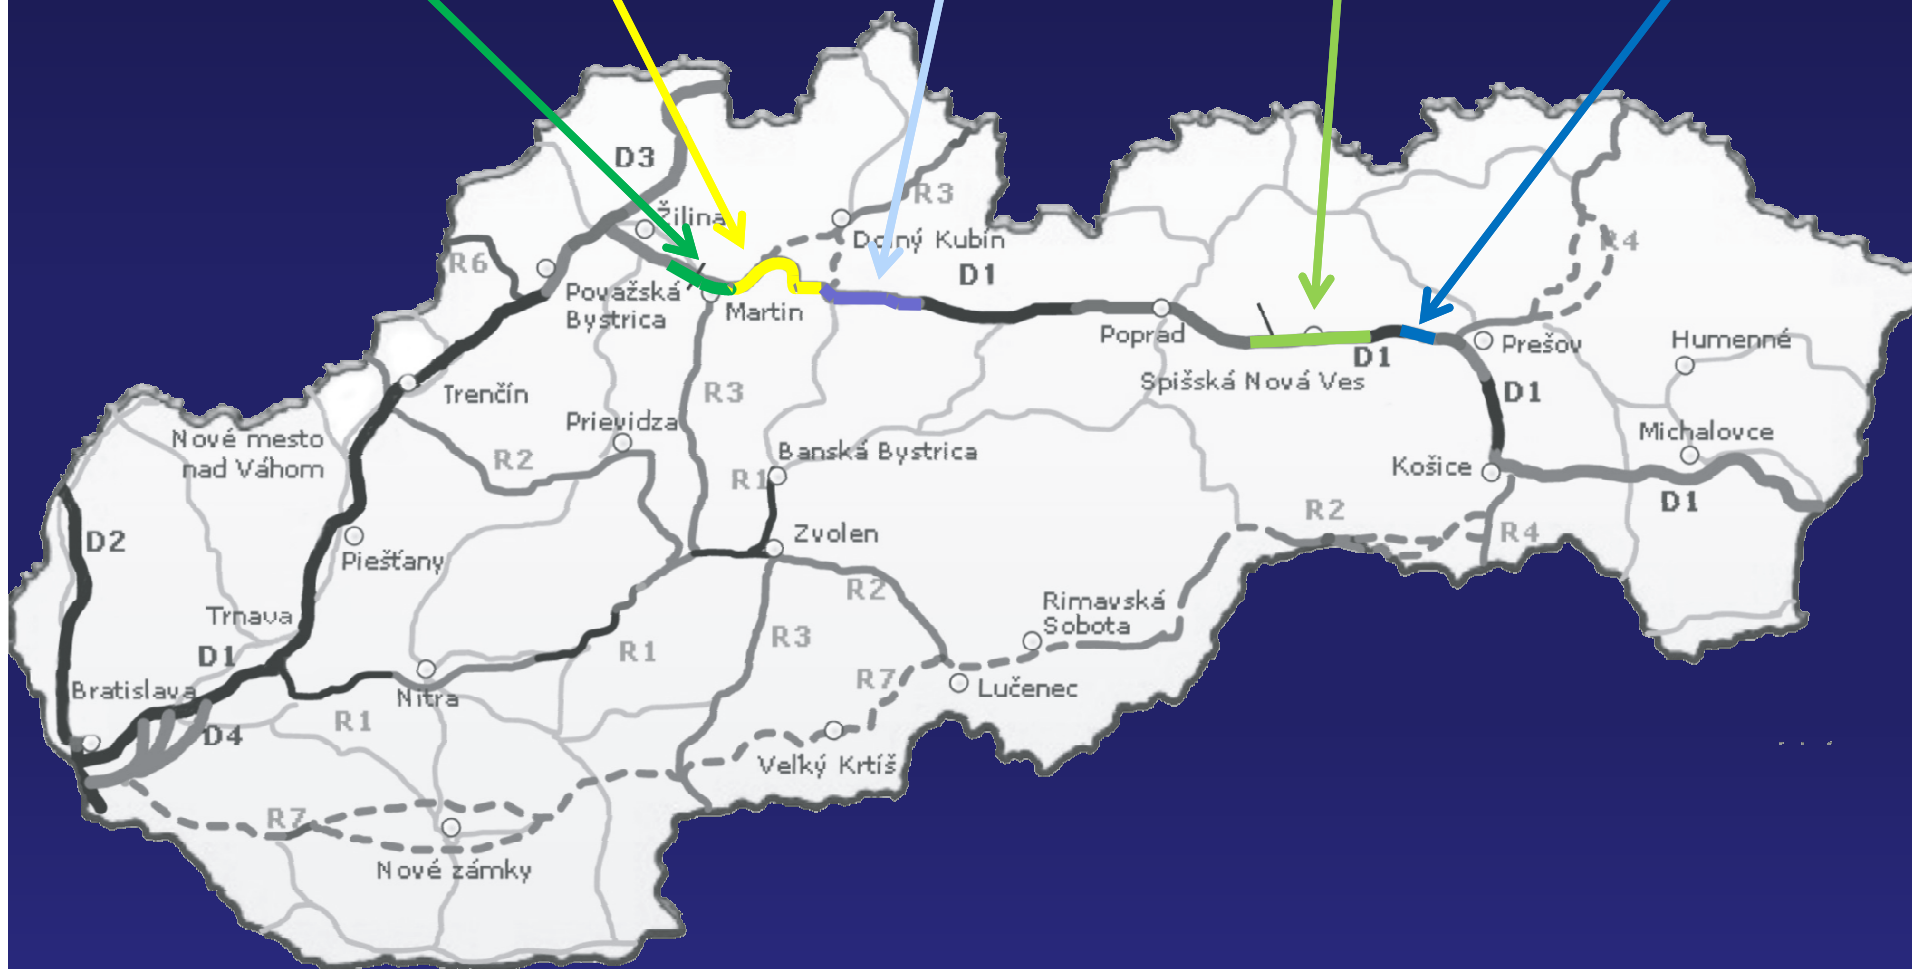 D3
Žilina
R3
Dolný Kubín
R4
R6
D1
Považská
Bystrica
Martin
Poprad
Prešov
Humenné
D1
Spišská Nová Ves
Trenčín
R3
D1
Prievidza
Nové mesto
nad Váhom
Michalovce
R2
Banská Bystrica
Košice
R1
D1
R2
D2
Zvolen
R4
Piešťany
R2
Rimavská
Sobota
Trnava
R3
R1
D1
Bratislava
Nitra
R7
Lučenec
R1
D4
Veľký Krtíš
R7
Nové zámky